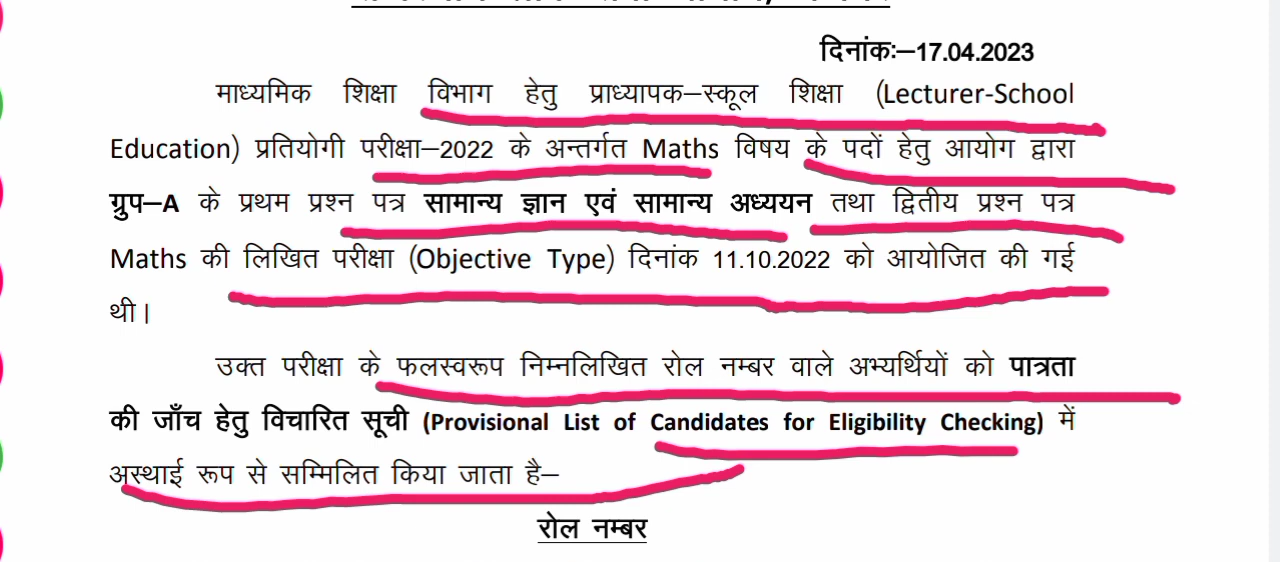 दिनांकः–17.04.2023
माध्यमिक शिक्षा विभाग हेतु प्राध्यापक–स्कूल शिक्षा (Lecturer-School
Education) प्रतियोगी परीक्षा–2022 के अन्तर्गत Maths विषय के पदों हेतु आयोग द्वारा
ग्रुप–A के प्रथम प्रश्न पत्र सामान्य ज्ञान एवं सामान्य अध्ययन तथा द्वितीय प्रश्न पत्र
Maths की लिखित परीक्षा (Objective Type) दिनांक 11.10.2022 को आयोजित की गई
थी।
उक्त परीक्षा के फलस्वरूप निम्नलिखित रोल नम्बर वाले अभ्यर्थियों को पात्रता
की जाँच हेतु विचारित सूची (Provisional List of Candidates for Eligibility Checking) में
अस्थाई रूप से सम्मिलित किया जाता है–
रोल नम्बर